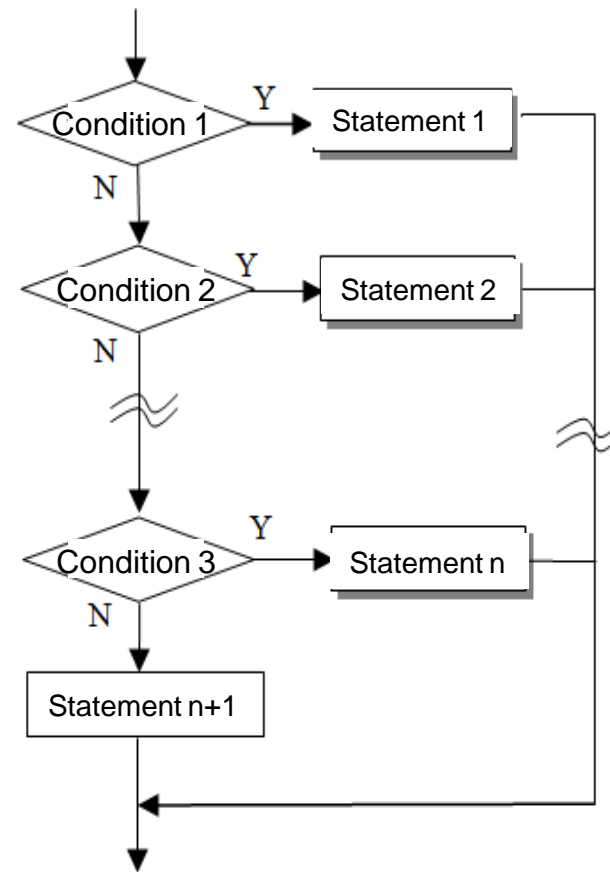 Y
Condition 1
Statement 1
N
Y
Condition 2
Statement 2
N
Y
Condition 3
Statement n
N
Statement n+1